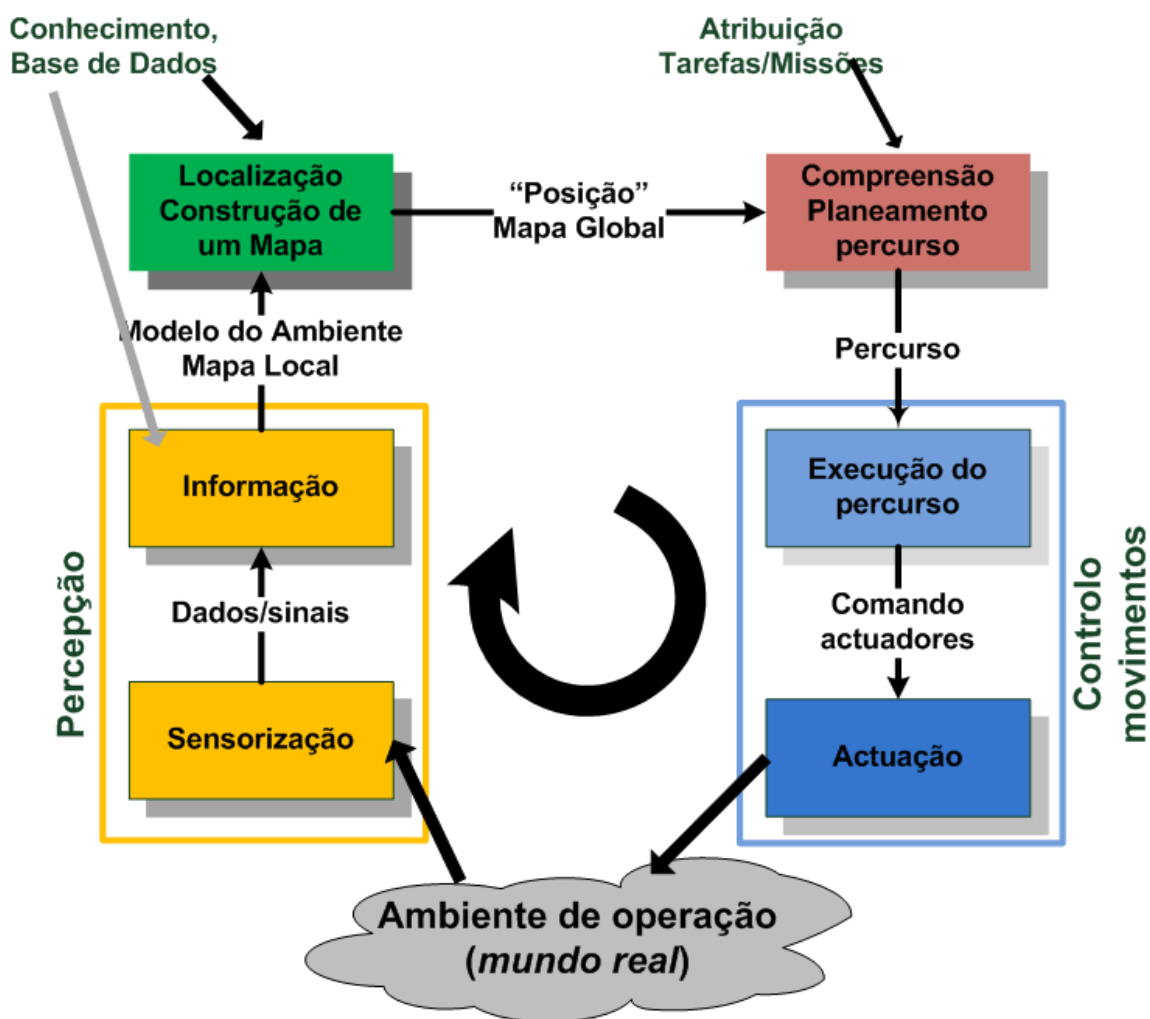 Conhecimento,
Base de Dados
Atribuição
Tarefas/Missões
Localização
Construção de
um Mapa
“Posição”
Mapa Global
Compreensão
Planeamento
percurso
Modelo do Ambiente
Mapa Local
Percurso
Informação
Execução do
percurso
Percepção
Dados/sinais
Comando
actuadores
Controlo
movimentos
Sensorização
Actuação
Ambiente de operação
(mundo real)